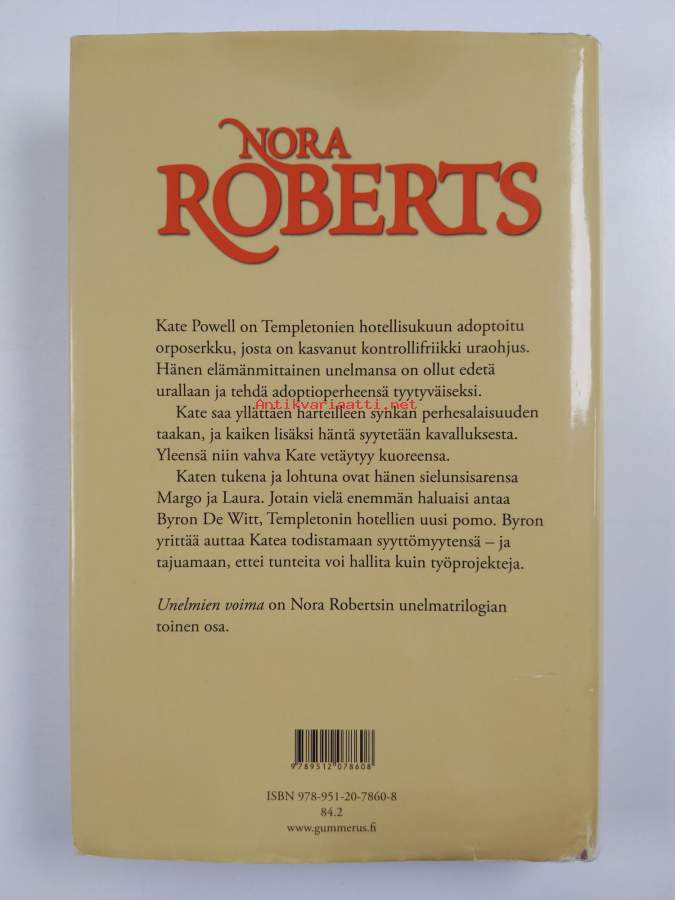 NORA
ROBERTS
Kate Powell on Templetonien hotellisukuun adoptoitu
orposerkku, josta on kasvanut kontrollifriikki uraohjus.
Hänen elämänmittainen unelmansa on ollut edetä
urallaan ja tehdä adoptioperheensä tyytyväiseksi.
Antikvariaatti.net
Kate saa yllättäen harteilleen synkän perhesalaisuuden
taakan, ja kaiken lisäksi häntä syytetään kavalluksesta.
Yleensä niin vahva Kate vetäytyy kuoreensa.
Katen tukena ja lohtuna ovat hänen sielunsisarensa
Margo ja Laura. Jotain vielä enemmän haluaisi antaa
Byron De Witt, Templetonin hotellien uusi pomo. Byron
yrittää auttaa Katea todistamaan syyttömyytensä – ja
tajuamaan, ettei tunteita voi hallita kuin työprojekteja.
Unelmien voima on Nora Robertsin unelmatrilogian
toinen osa.
9789512078608
ISBN 978-951-20-7860-8
84.2
www.gummerus.fi